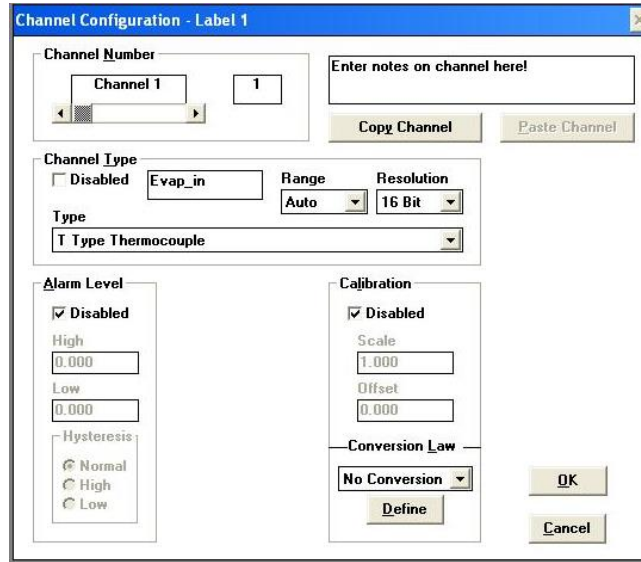 Channel Configuration - Label 1
Channel Number
Channel 1
1
Enter notes on channel here!
Copy Channel
Paste Channel
Channel Type
Disabled
Evap_in
Range
Resolution
Auto
16 Bit
Type
T Type Thermocouple
Alarm Level
Disabled
High
0.000
Low
0.000
Hysteresis
Normal
High
Low
Calibration
Disabled
Scale
1.000
Offset
0.000
Conversion Law
No Conversion
Define
OK
Cancel